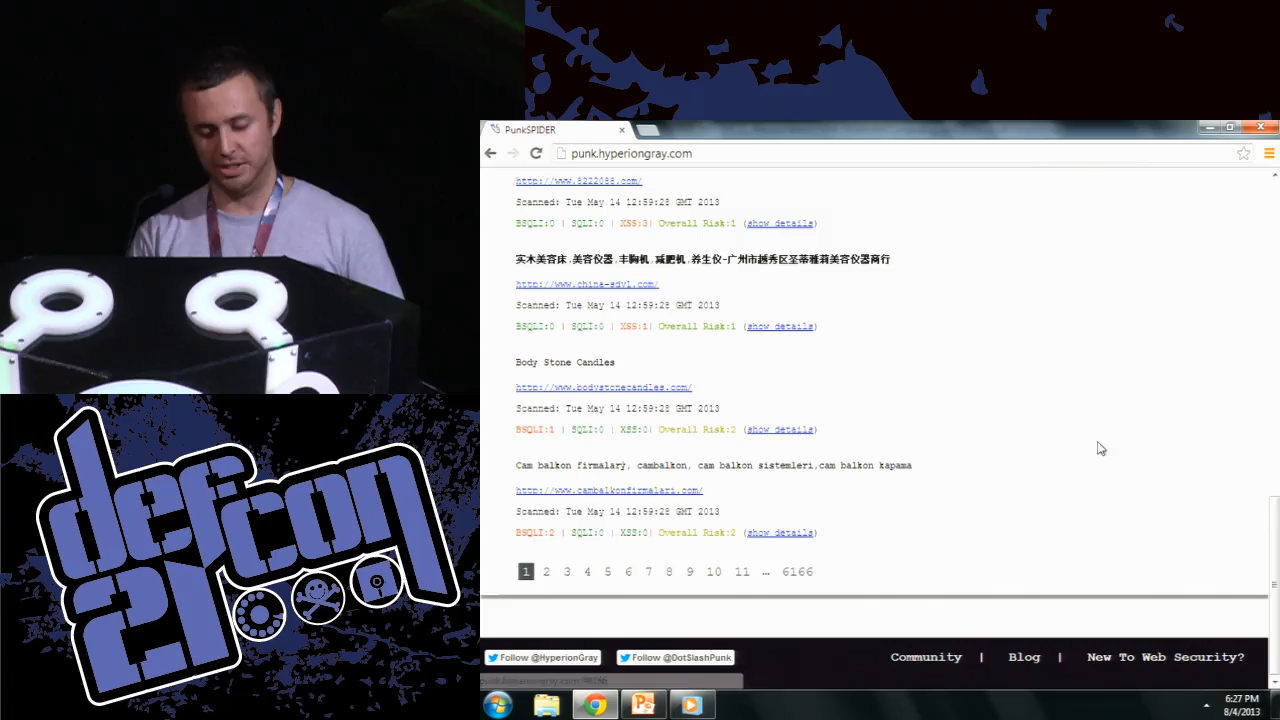 PunkSPIDER
punk.hyperiongray.com
http://www.8222088.com/
Scanned: Tue May 14 12:59:28 GMT 2013
BSQLI:0 | SQLI:0 | XSS:3| Overall Risk:1 (show details)
实木美容床,美容仪器,丰胸机,减肥机,养生仪-广州市越秀区圣蒂雅莉美容仪器商行
http://www.china-sdyl.com/
Scanned: Tue May 14 12:59:28 GMT 2013
BSQLI:0 | SQLI:0 | XSS:1| Overall Risk:1 (show details)
Body Stone Candles
http://www.bodystonecandles.com/
Scanned: Tue May 14 12:59:28 GMT 2013
BSQLI:1 | SQLI:0 | XSS:0| Overall Risk:2 (show details)
Cam balkon firmalarý, cambalkon, cam balkon sistemleri,cam balkon kapama
http://www.cambalkonfirmalari.com/
Scanned: Tue May 14 12:59:28 GMT 2013
BSQLI:2 | SQLI:0 | XSS:0| Overall Risk:2 (show details)
1 2 3 4 5 6 7 8 9 10 11 … 6166
Follow @HyperionGray Follow @DotSlashPunk
Community | Blog | New To Web Security?
6:27 PM
8/4/2013
defcon
21